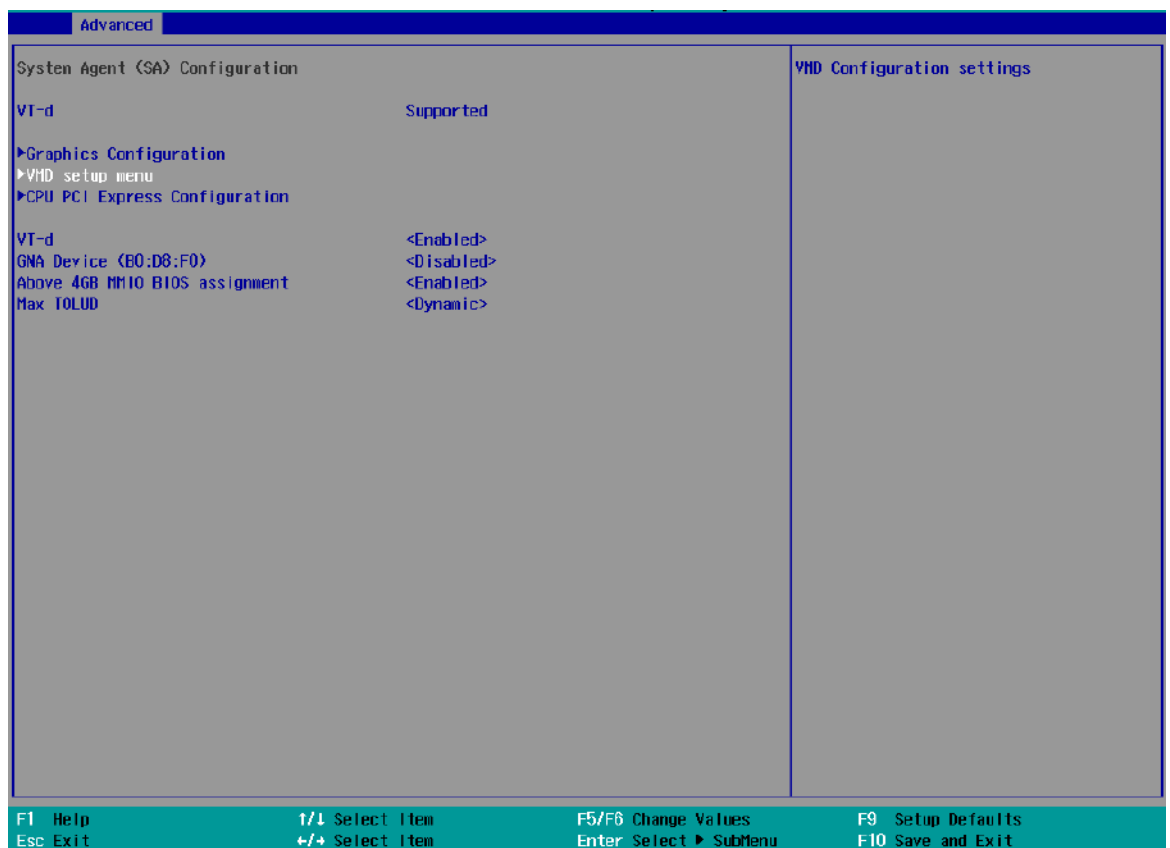 Advanced
System Agent (SA) Configuration
VMD Configuration settings
VT-d Supported
▶Graphics Configuration
▶VMD setup menu
▶CPU PCI Express Configuration
VT-d <Enabled>
GNA Device (B0:D8:F0) <Disabled>
Above 4GB MMIO BIOS assignment <Enabled>
Max TOLUD <Dynamic>
F1 Help ↑/↓ Select Item F5/F6 Change Values F9 Setup Defaults
Esc Exit ←/→ Select Item Enter Select ▶ SubMenu F10 Save and Exit